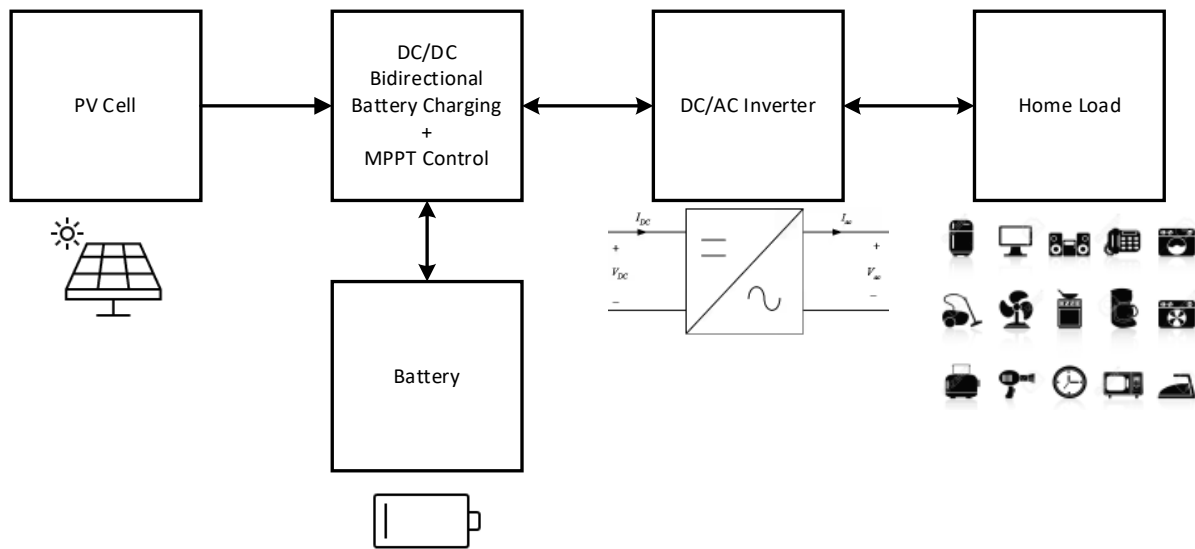 PV Cell
DC/DC
Bidirectional
Battery Charging
+
MPPT Control
DC/AC Inverter
Home Load
Battery
I_DC
I_ac
+
+
V_DC
V_ac
−
−